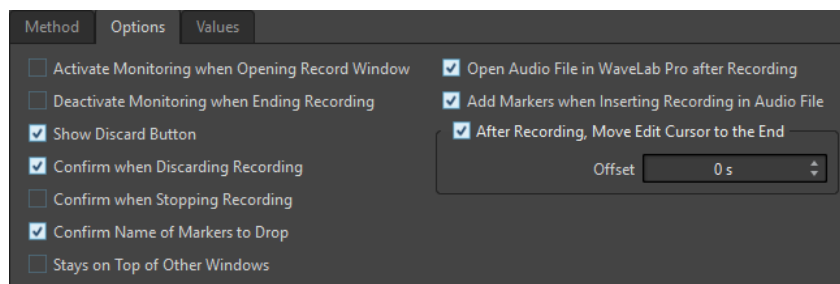 Method Options Values
Activate Monitoring when Opening Record Window
Deactivate Monitoring when Ending Recording
Show Discard Button
Confirm when Discarding Recording
Confirm when Stopping Recording
Confirm Name of Markers to Drop
Stays on Top of Other Windows
Open Audio File in WaveLab Pro after Recording
Add Markers when Inserting Recording in Audio File
After Recording, Move Edit Cursor to the End
Offset 0 s